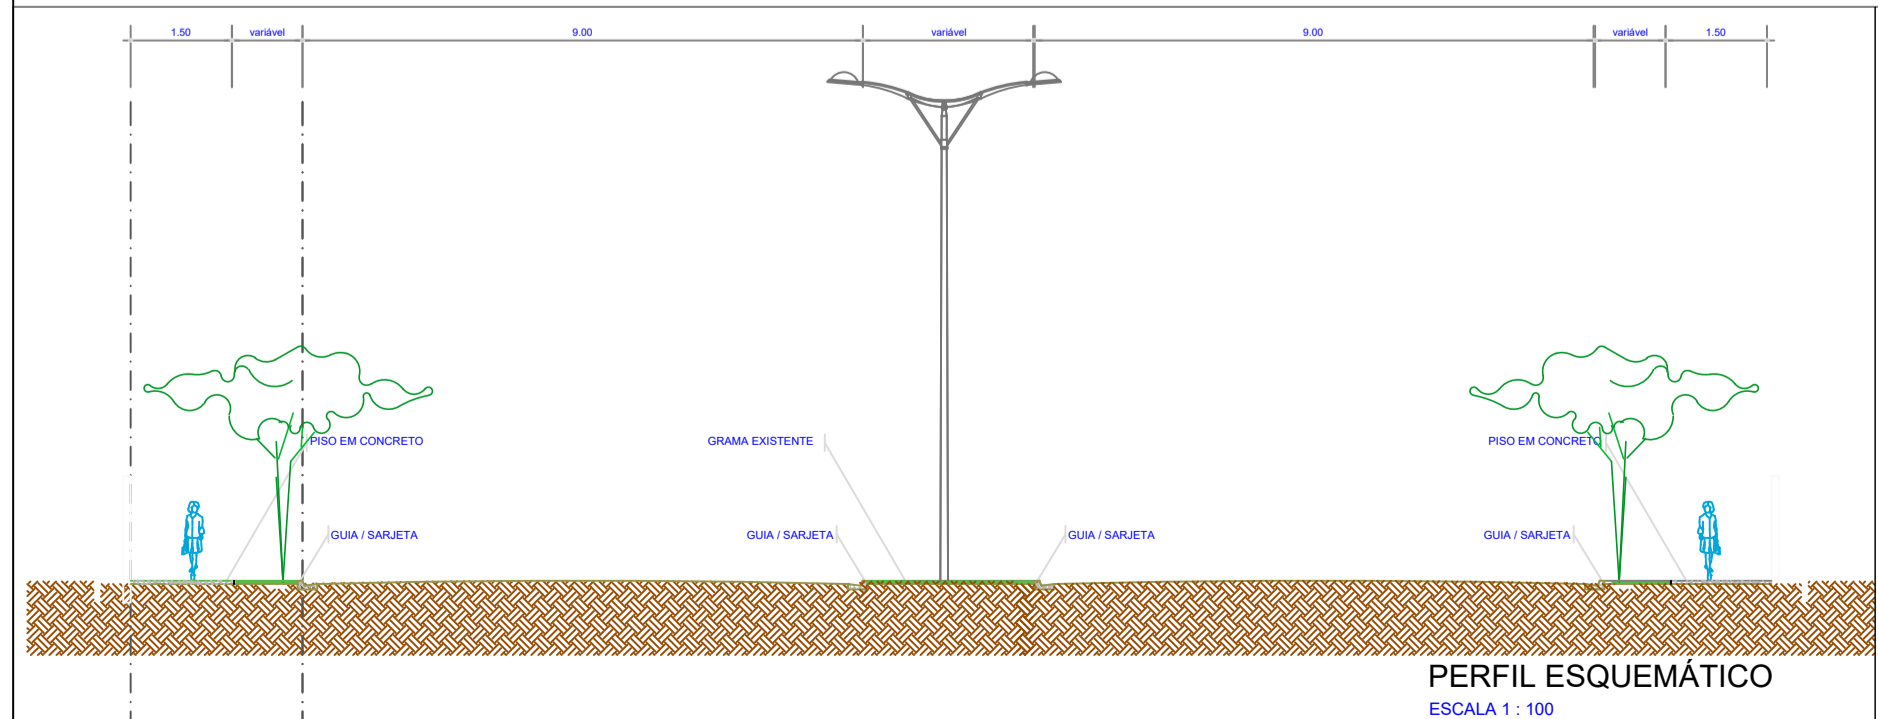 1.50 variável 9.00 variável 9.00 variável 1.50
PISO EM CONCRETO GRAMA EXISTENTE PISO EM CONCRETO
GUIA / SARJETA GUIA / SARJETA GUIA / SARJETA GUIA / SARJETA
PERFIL ESQUEMÁTICO
ESCALA 1 : 100